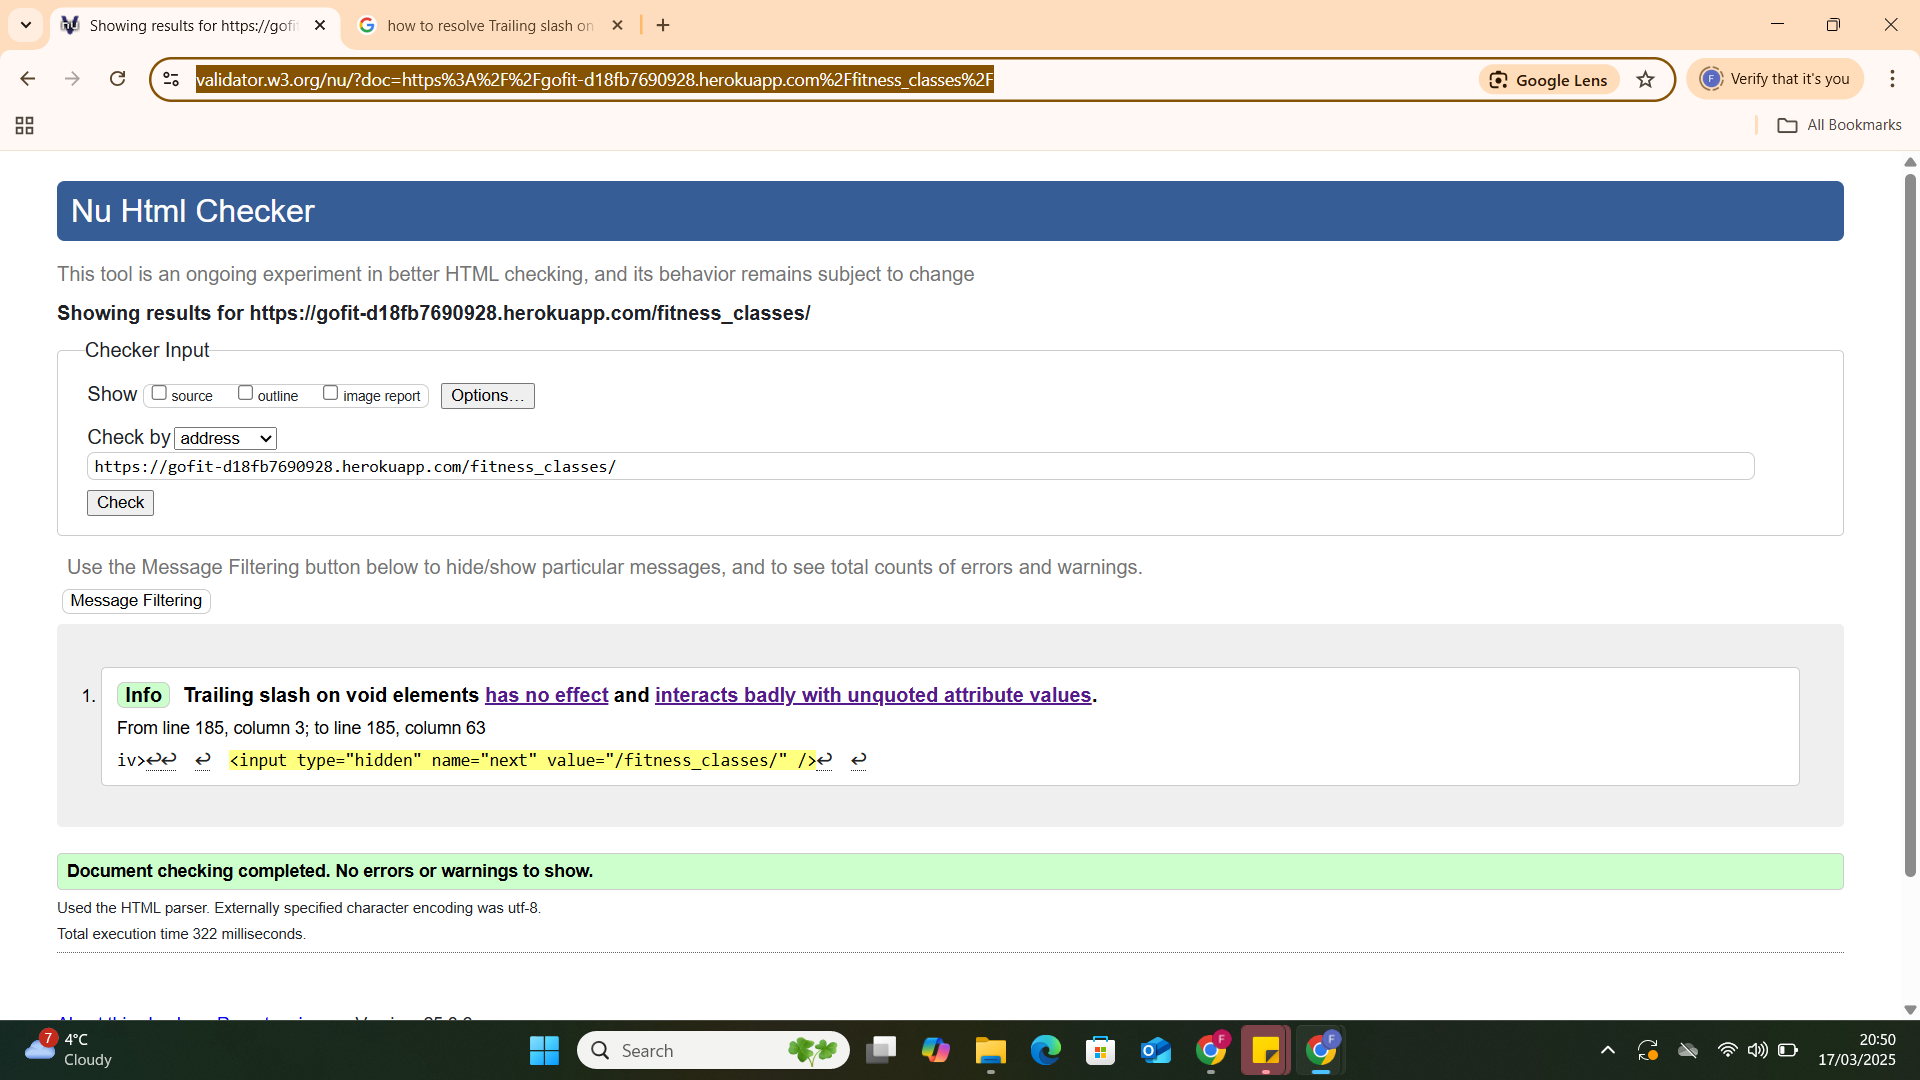 Showing results for https://gofi
how to resolve Trailing slash on
validator.w3.org/nu/?doc=https%3A%2F%2Fgofit-d18fb7690928.herokuapp.com%2Ffitness_classes%2F
Google Lens
F
Verify that it's you
All Bookmarks
Nu Html Checker
This tool is an ongoing experiment in better HTML checking, and its behavior remains subject to change
Showing results for https://gofit-d18fb7690928.herokuapp.com/fitness_classes/
Checker Input
Show source outline image report Options...
Check by address
https://gofit-d18fb7690928.herokuapp.com/fitness_classes/
Check
Use the Message Filtering button below to hide/show particular messages, and to see total counts of errors and warnings.
Message Filtering
1. Info Trailing slash on void elements has no effect and interacts badly with unquoted attribute values.
From line 185, column 3; to line 185, column 63
iv>↩↩ ↩ <input type="hidden" name="next" value="/fitness_classes/" />↩ ↩
Document checking completed. No errors or warnings to show.
Used the HTML parser. Externally specified character encoding was utf-8.
Total execution time 322 milliseconds.
7
4°C
Cloudy
Search
F
F
20:50
17/03/2025